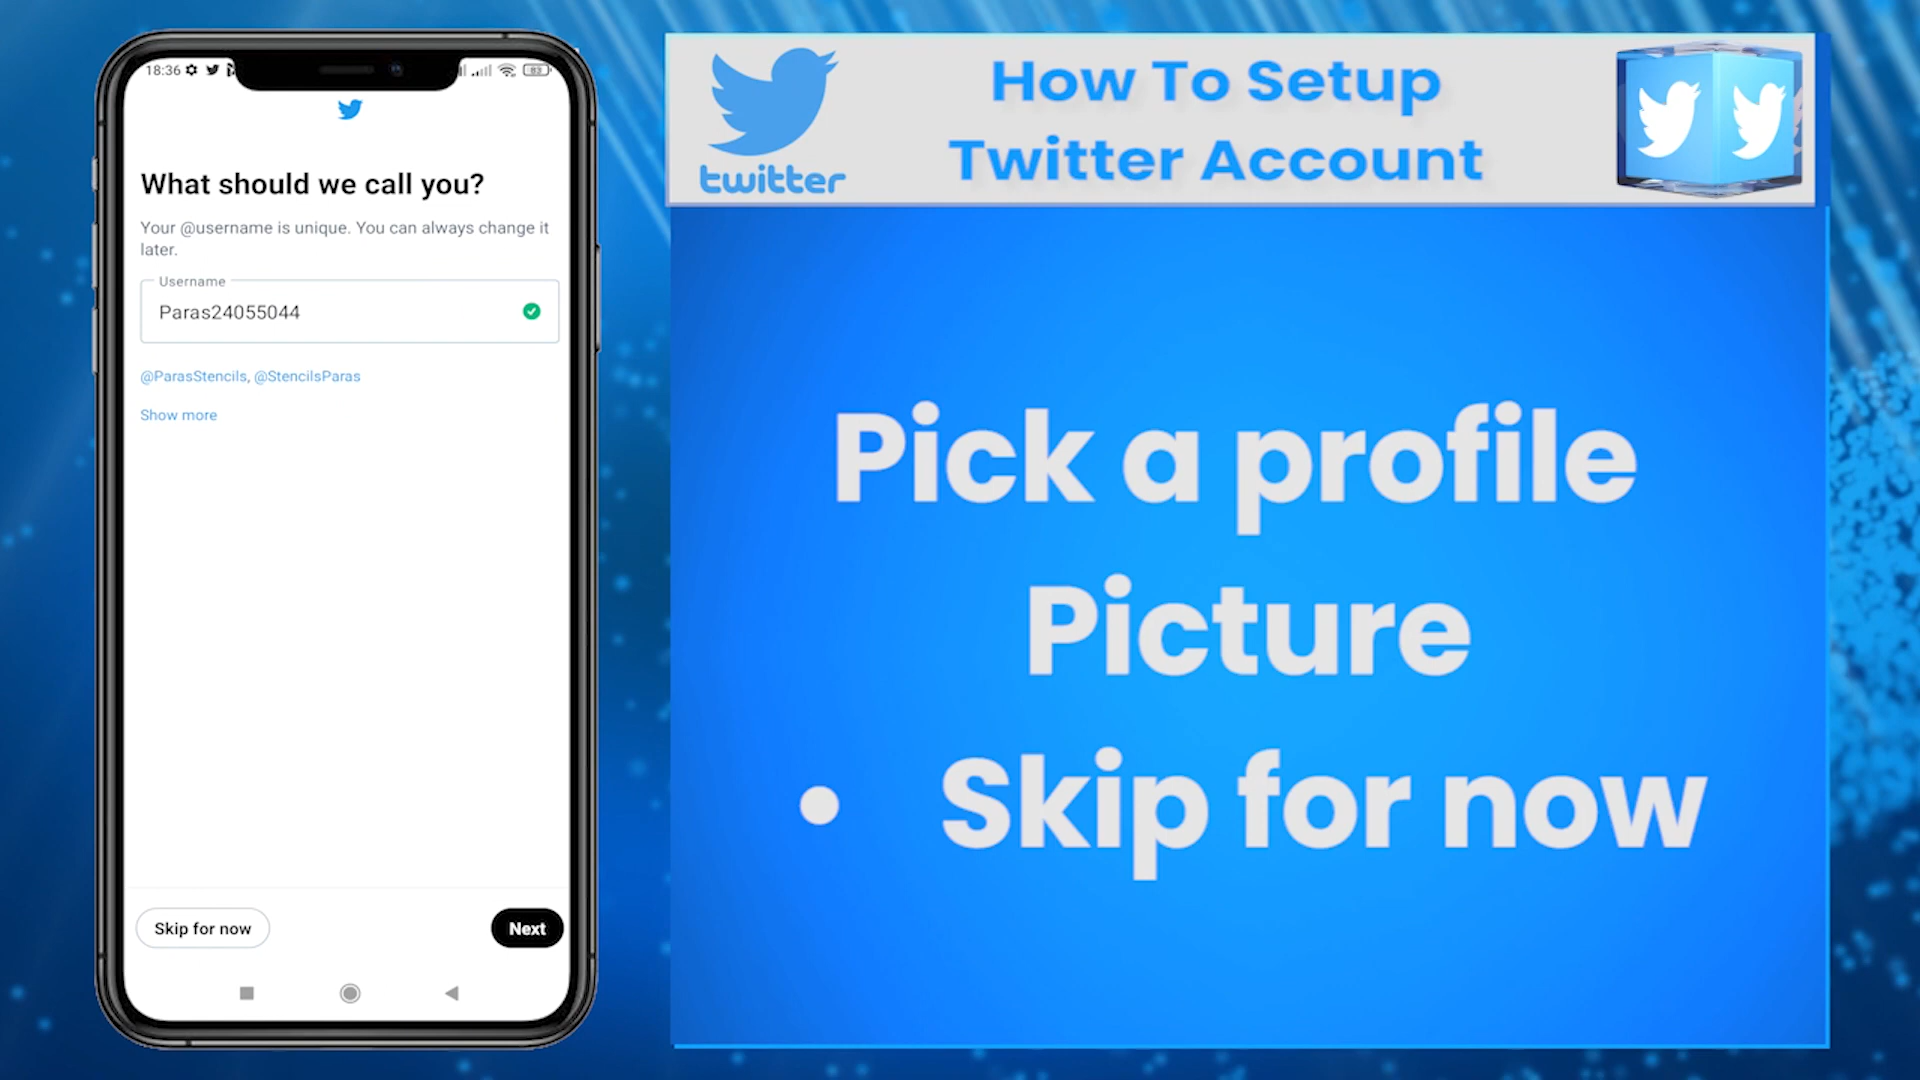 18:36
83
What should we call you?
Your @username is unique. You can always change it
later.
Username
Paras24055044
@ParasStencils, @StencilsParas
Show more
Skip for now
Next
twitter
How To Setup
Twitter Account
Pick a profile
Picture
• Skip for now